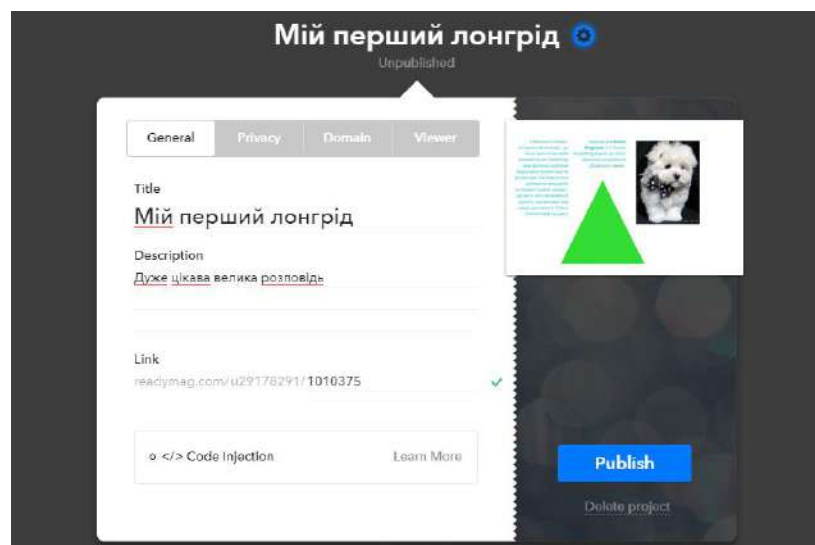 Мій перший лонгрід
Unpublished
General Privacy Domain Viewer
Title
Мій перший лонгрід
Description
Дуже цікава велика розповідь
Link
readymag.com/u29178291/1010375
</> Code Injection Learn More
Publish
Delete project